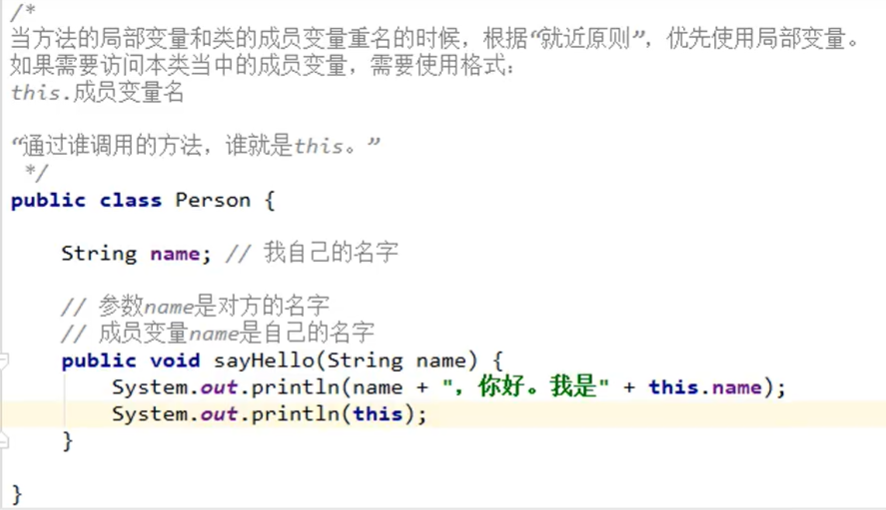 /*
当方法的局部变量和类的成员变量重名的时候，根据“就近原则”，优先使用局部变量。
如果需要访问本类当中的成员变量，需要使用格式：
this.成员变量名
“通过谁调用的方法，谁就是this。”
*/
public class Person {
String name; // 我自己的名字
// 参数name是对方的名字
// 成员变量name是自己的名字
public void sayHello(String name) {
System.out.println(name + "，你好。我是" + this.name);
System.out.println(this);
}
}